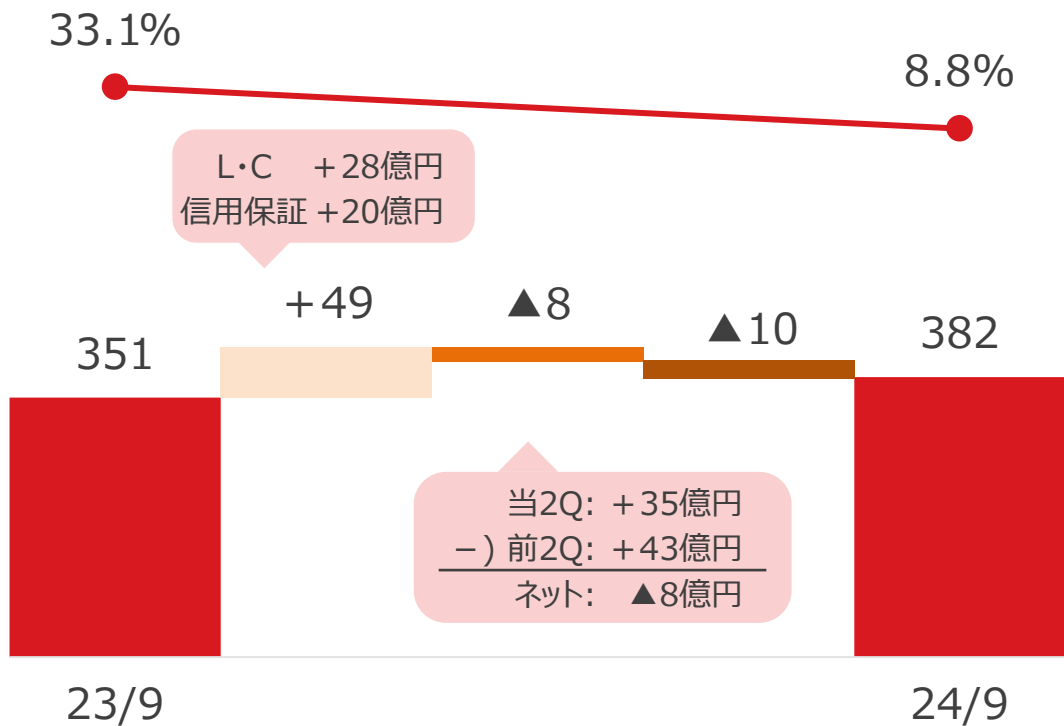 33.1%
8.8%
L・C +28億円
信用保証 +20億円
+49
▲8
▲10
351
382
当2Q: +35億円
-) 前2Q: +43億円
ネット: ▲8億円
23/9
24/9